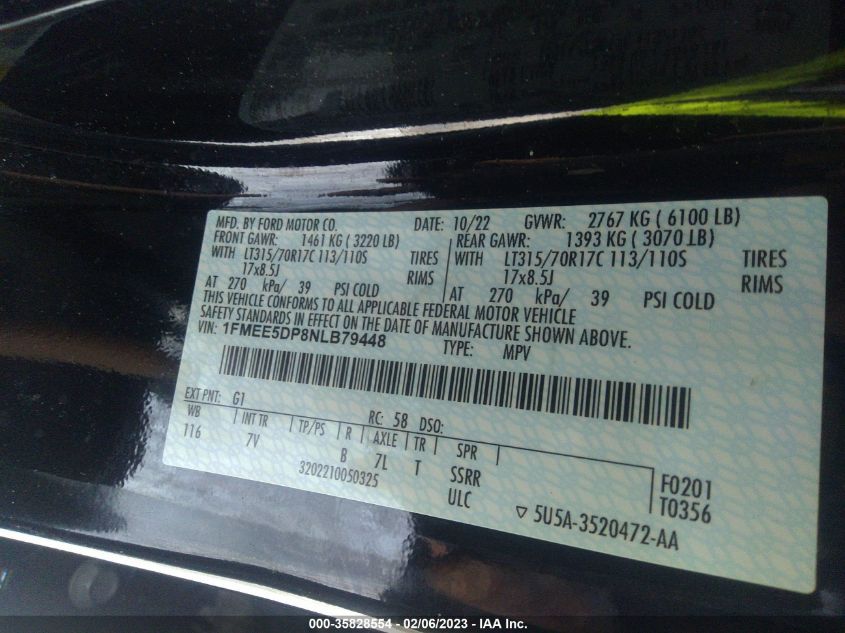 MFD. BY FORD MOTOR CO. DATE: 10/22 GVWR: 2767 KG ( 6100 LB)
FRONT GAWR: 1461 KG ( 3220 LB) REAR GAWR: 1393 KG ( 3070 LB)
WITH LT315/70R17C 113/110S TIRES WITH LT315/70R17C 113/110S TIRES
17x8.5J RIMS 17x8.5J RIMS
AT 270 kPa/ 39 PSI COLD AT 270 kPa/ 39 PSI COLD
THIS VEHICLE CONFORMS TO ALL APPLICABLE FEDERAL MOTOR VEHICLE
SAFETY STANDARDS IN EFFECT ON THE DATE OF MANUFACTURE SHOWN ABOVE.
VIN: 1FMEE5DP8NLB79448 TYPE: MPV
EXT PNT: G1 RC: 58 DSO:
WB INT TR TP/PS R AXLE TR SPR
116 7V B 7L T SSRR
3202210050325 ULC
F0201
T0356
▽ 5U5A-3520472-AA
000-35828554 — 02/06/2023 — IAA Inc.